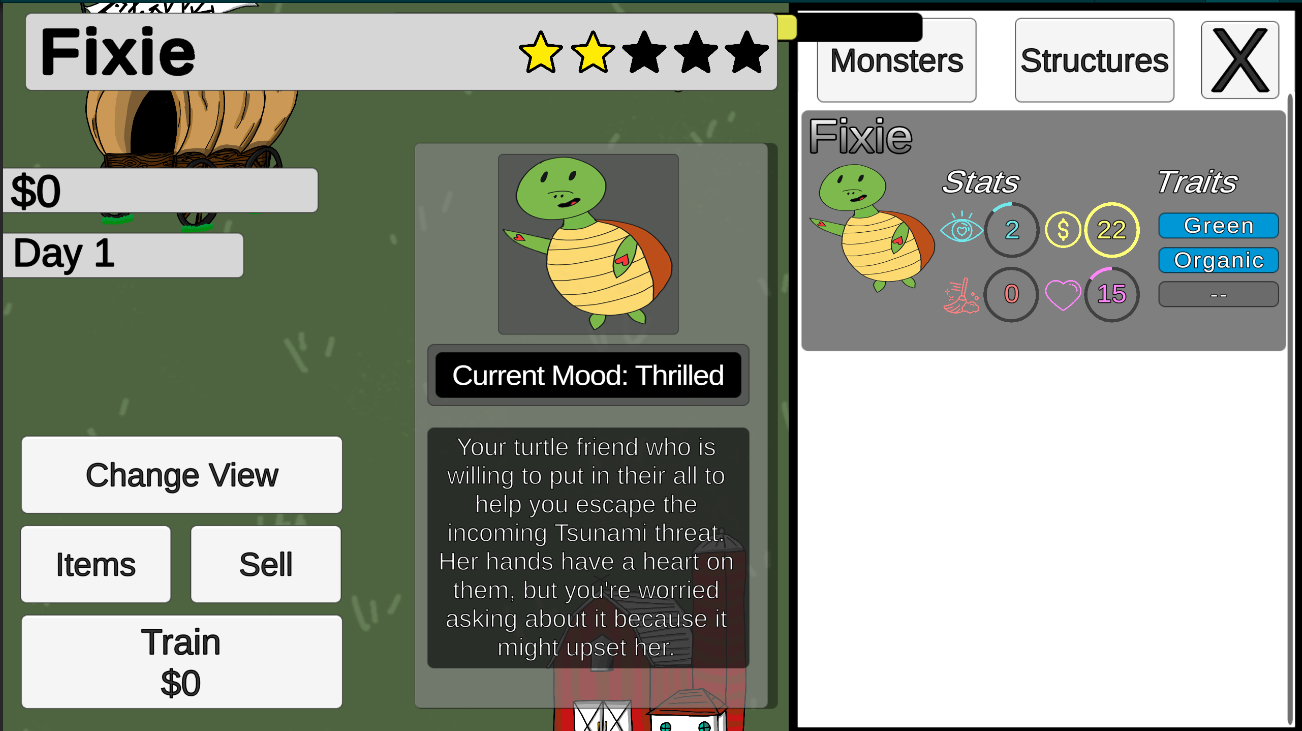 Fixie
$0
Day 1
Change View
Items
Sell
Train
$0
Current Mood: Thrilled
Your turtle friend who is
willing to put in their all to
help you escape the
incoming Tsunami threat.
Her hands have a heart on
them, but you're worried
asking about it because it
might upset her.
Monsters
Structures
X
Fixie
Stats
Traits
2
$
22
Green
Organic
0
15
--